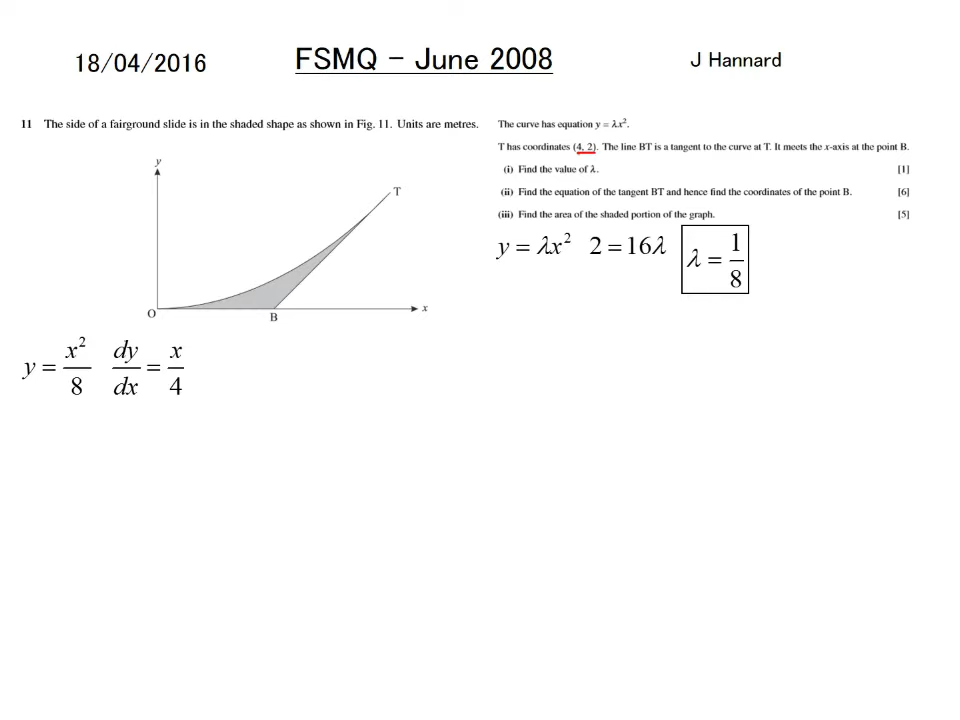 18/04/2016
FSMQ - June 2008
J Hannard
11 The side of a fairground slide is in the shaded shape as shown in Fig. 11. Units are metres.
y
T
O
B
x
The curve has equation y = λx².
T has coordinates (4, 2). The line BT is a tangent to the curve at T. It meets the x-axis at the point B.
(i) Find the value of λ. [1]
(ii) Find the equation of the tangent BT and hence find the coordinates of the point B. [6]
(iii) Find the area of the shaded portion of the graph. [5]
y = λx² 2 = 16λ λ = 1/8
y = x²/8 dy/dx = x/4